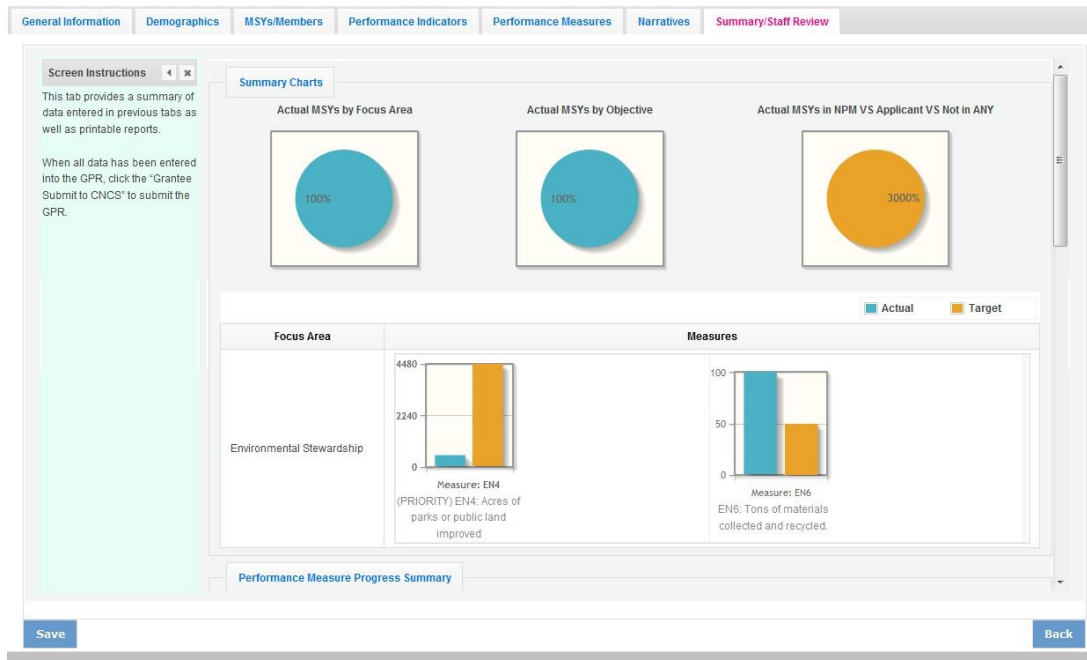 General Information
Demographics
MSYs/Members
Performance Indicators
Performance Measures
Narratives
Summary/Staff Review
Screen Instructions
This tab provides a summary of
data entered in previous tabs as
well as printable reports.
When all data has been entered
into the GPR, click the “Grantee
Submit to CNCS” to submit the
GPR.
Summary Charts
Actual MSYs by Focus Area
Actual MSYs by Objective
Actual MSYs in NPM VS Applicant VS Not in ANY
100%
100%
3000%
Actual
Target
Focus Area
Measures
Environmental Stewardship
4480
2240
0
Measure: EN4
(PRIORITY) EN4: Acres of
parks or public land
improved
100
50
0
Measure: EN6
EN6: Tons of materials
collected and recycled.
Performance Measure Progress Summary
Save
Back